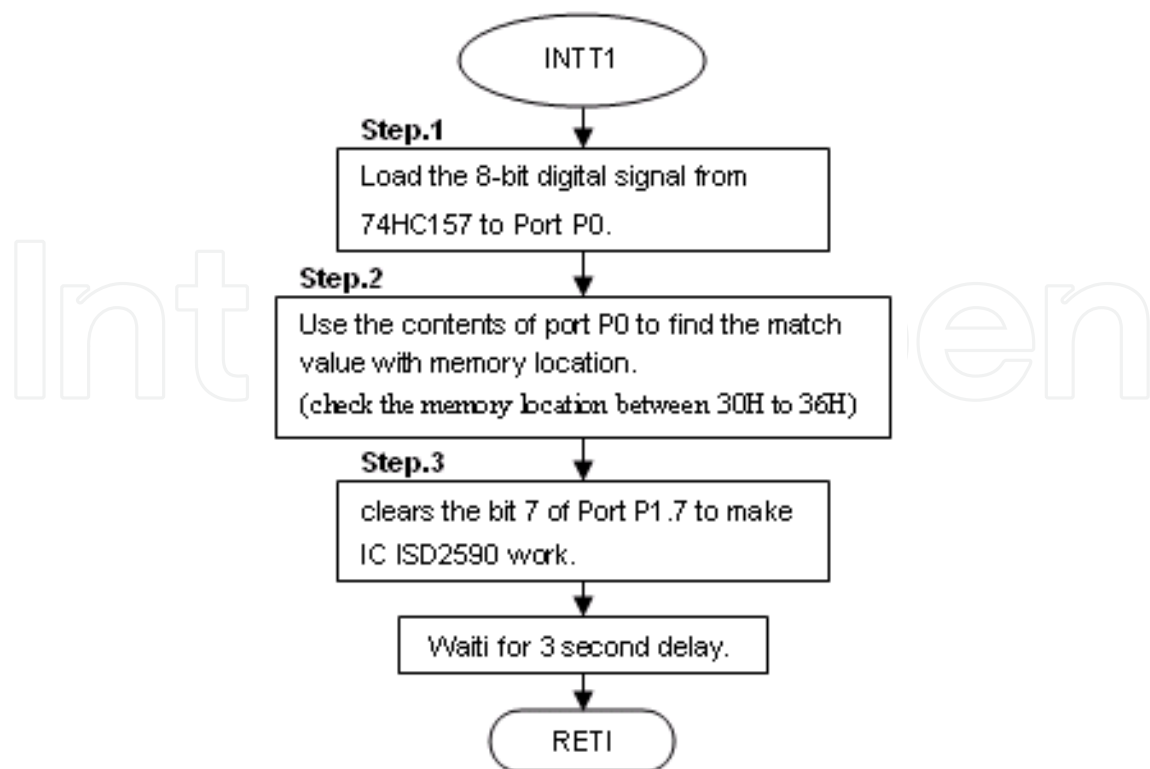 INTT1
Step.1
Load the 8-bit digital signal from
74HC157 to Port P0.
Step.2
Use the contents of port P0 to find the match
value with memory location.
(check the memory location between 30H to 36H)
Step.3
clears the bit 7 of Port P1.7 to make
IC ISD2590 work.
Waiti for 3 second delay.
RETI
Int
en